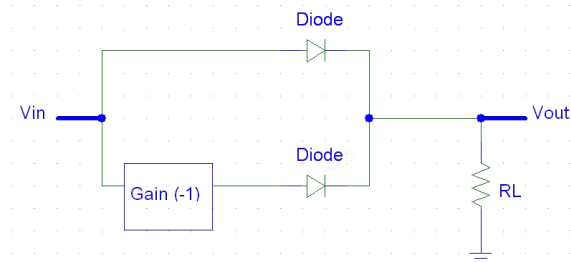 Diode
Vin
Vout
Diode
Gain (-1)
RL